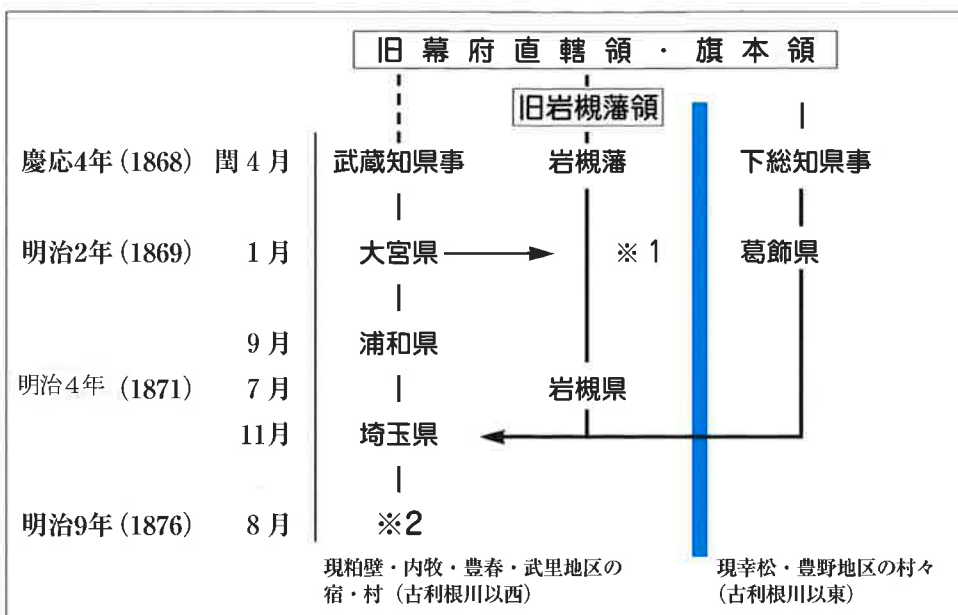 旧幕府直轄領・旗本領
旧岩槻藩領
慶応4年(1868) 閏4月 武蔵知県事 岩槻藩 下総知県事
明治2年(1869) 1月 大宮県 ※1 葛飾県
9月 浦和県
明治4年 (1871) 7月 岩槻県
11月 埼玉県
明治9年(1876) 8月 ※2
現粕壁・内牧・豊春・武里地区の
宿・村(古利根川以西)
現幸松・豊野地区の村々
(古利根川以東)